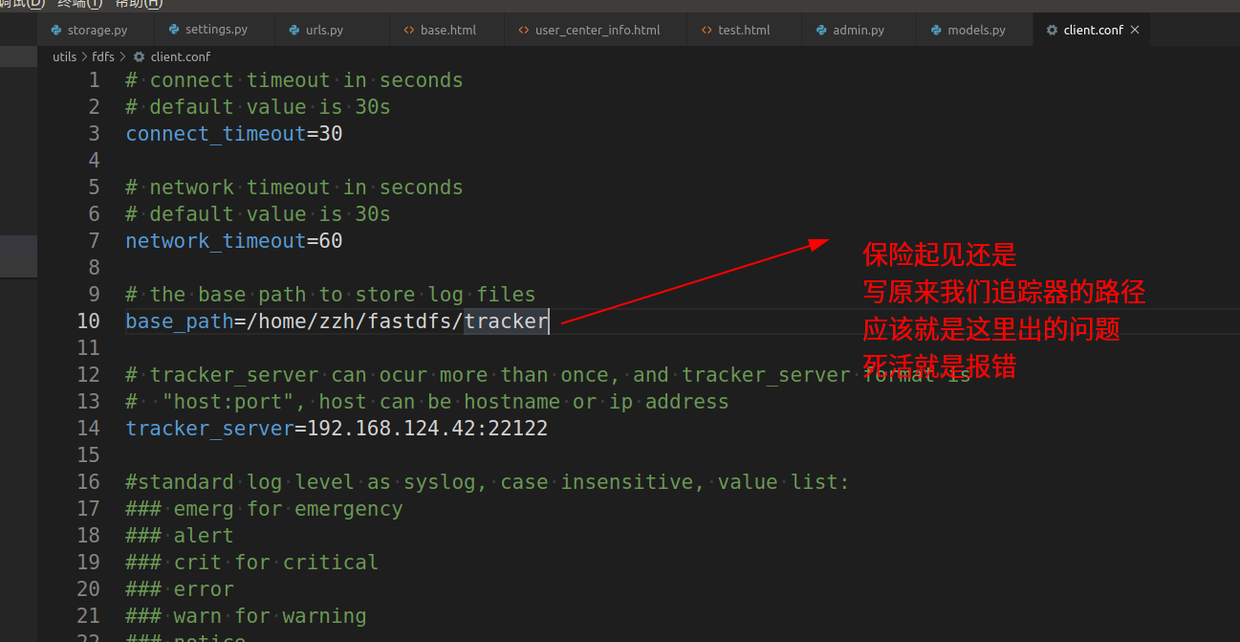 调试(D) 终端(T) 帮助(H)
storage.py settings.py urls.py base.html user_center_info.html test.html admin.py models.py client.conf
utils fdfs client.conf
1 # connect timeout in seconds
2 # default value is 30s
3 connect_timeout=30
4
5 # network timeout in seconds
6 # default value is 30s
7 network_timeout=60
8
9 # the base path to store log files
10 base_path=/home/zzh/fastdfs/tracker
11
12 # tracker_server can ocur more than once, and tracker_server format is
13 #  "host:port", host can be hostname or ip address
14 tracker_server=192.168.124.42:22122
15
16 #standard log level as syslog, case insensitive, value list:
17 ### emerg for emergency
18 ### alert
19 ### crit for critical
20 ### error
21 ### warn for warning
22 ### notice
保险起见还是
写原来我们追踪器的路径
应该就是这里出的问题
死活就是报错